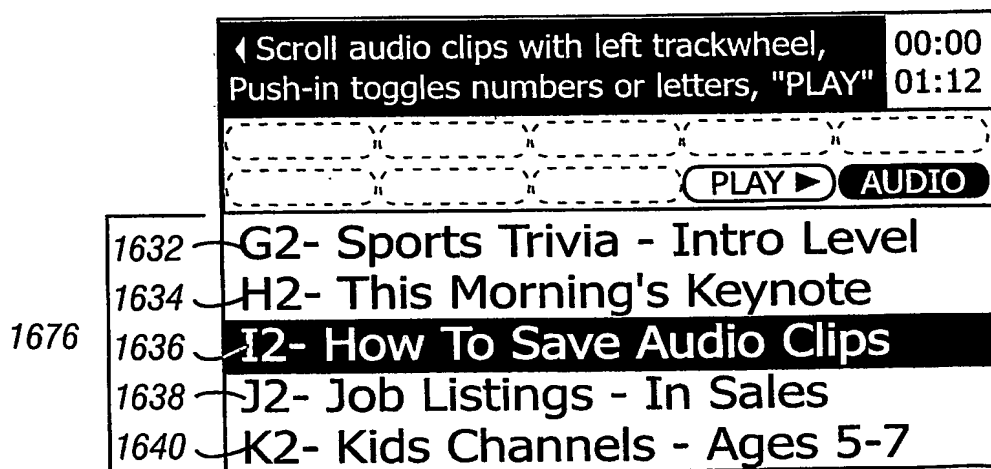 ◀ Scroll audio clips with left trackwheel, 00:00
Push-in toggles numbers or letters, "PLAY" 01:12
PLAY ▶ AUDIO
1632 G2- Sports Trivia - Intro Level
1634 H2- This Morning's Keynote
1676 1636 I2- How To Save Audio Clips
1638 J2- Job Listings - In Sales
1640 K2- Kids Channels - Ages 5-7